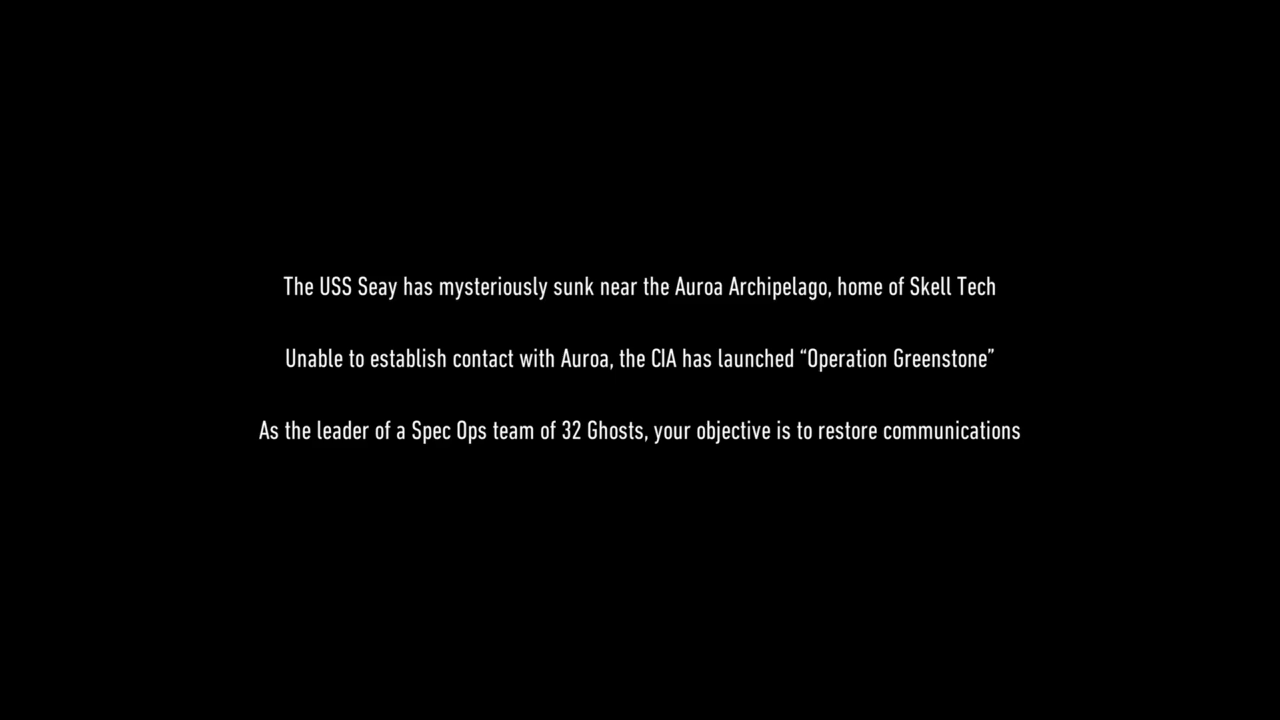 The USS Seay has mysteriously sunk near the Auroa Archipelago, home of Skell Tech
Unable to establish contact with Auroa, the CIA has launched “Operation Greenstone”
As the leader of a Spec Ops team of 32 Ghosts, your objective is to restore communications